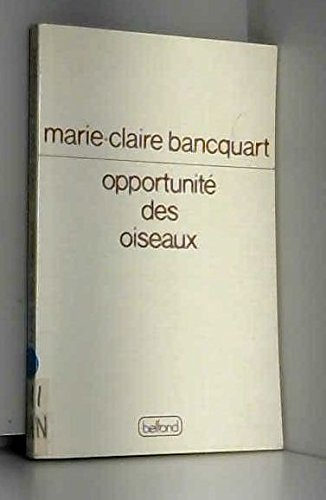 marie-claire bancquart
opportunité
des
oiseaux
belfond
N